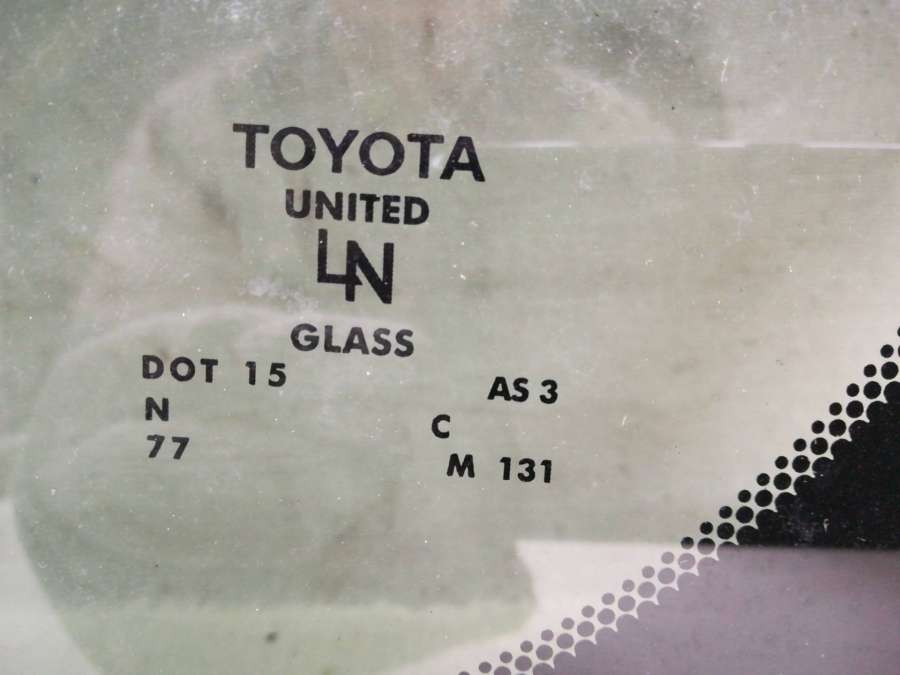 TOYOTA
UNITED
LN
GLASS
DOT 15
AS 3
N
C
77
M 131